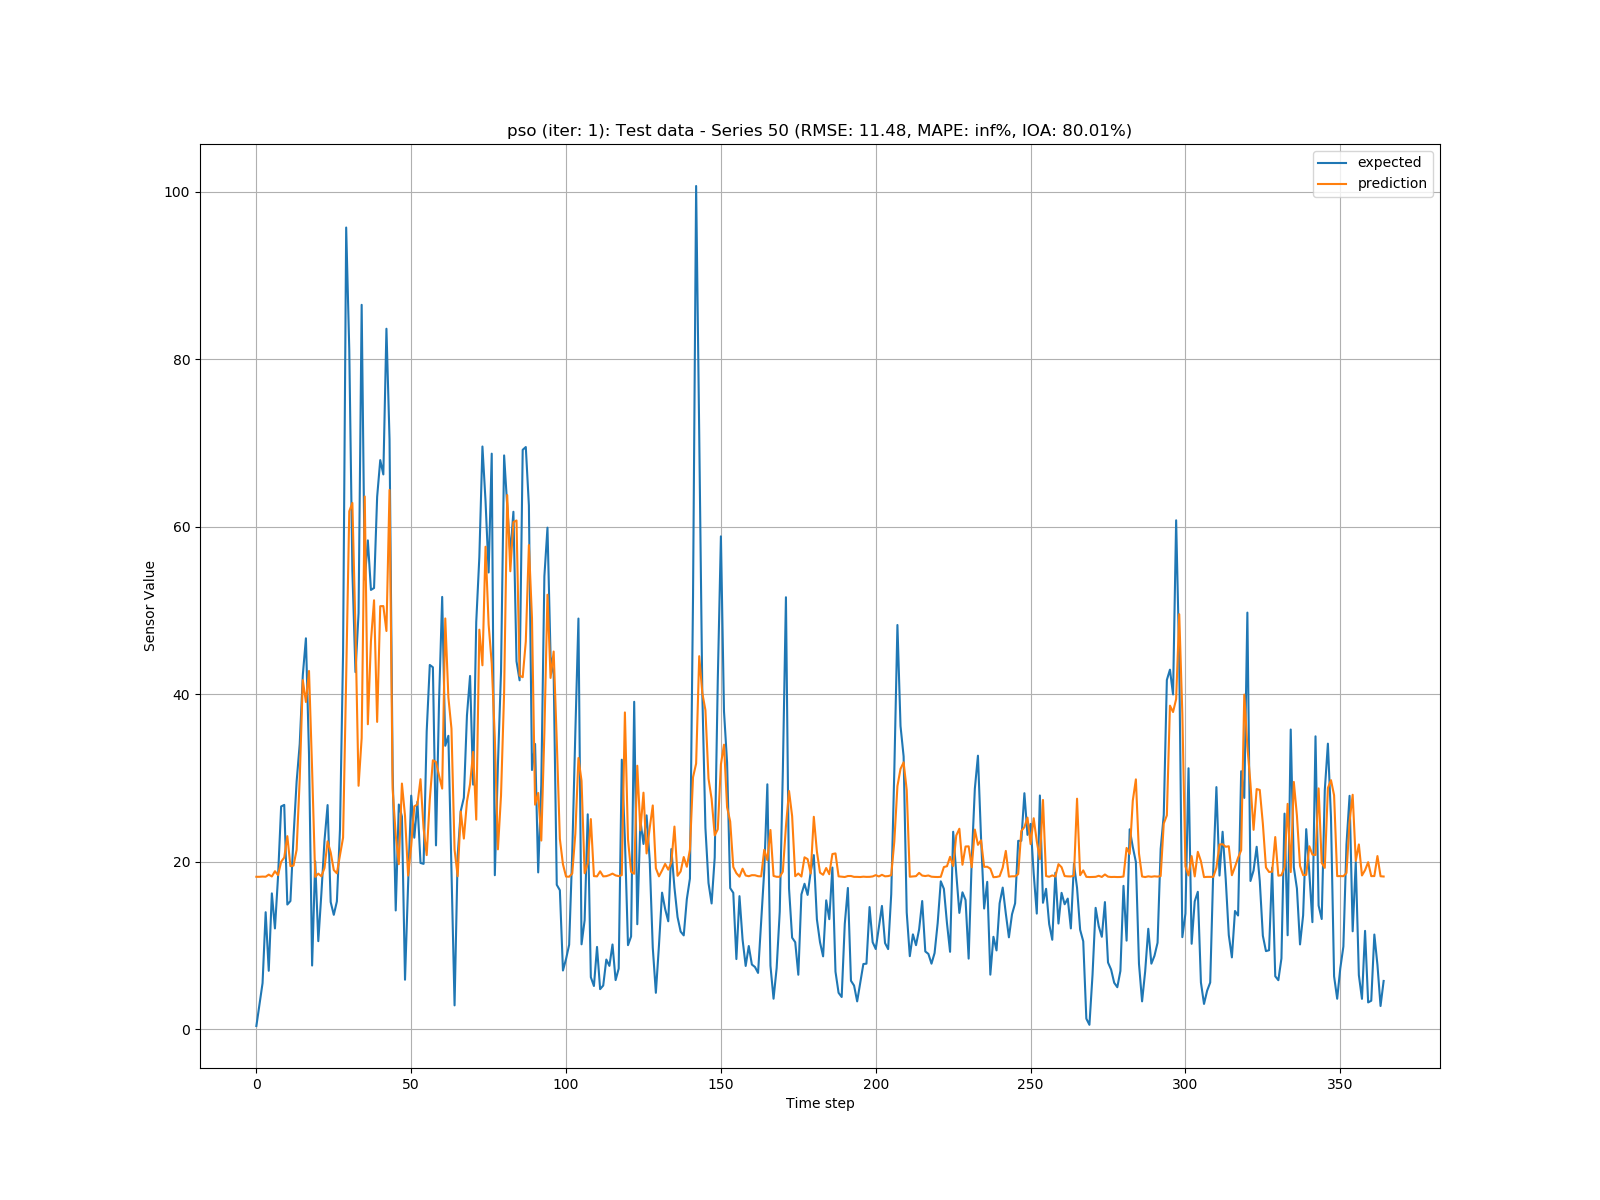 pso (iter: 1): Test data - Series 50 (RMSE: 11.48, MAPE: inf%, IOA: 80.01%)
expected
prediction
100
80
60
40
20
0
Sensor Value
0 50 100 150 200 250 300 350
Time step